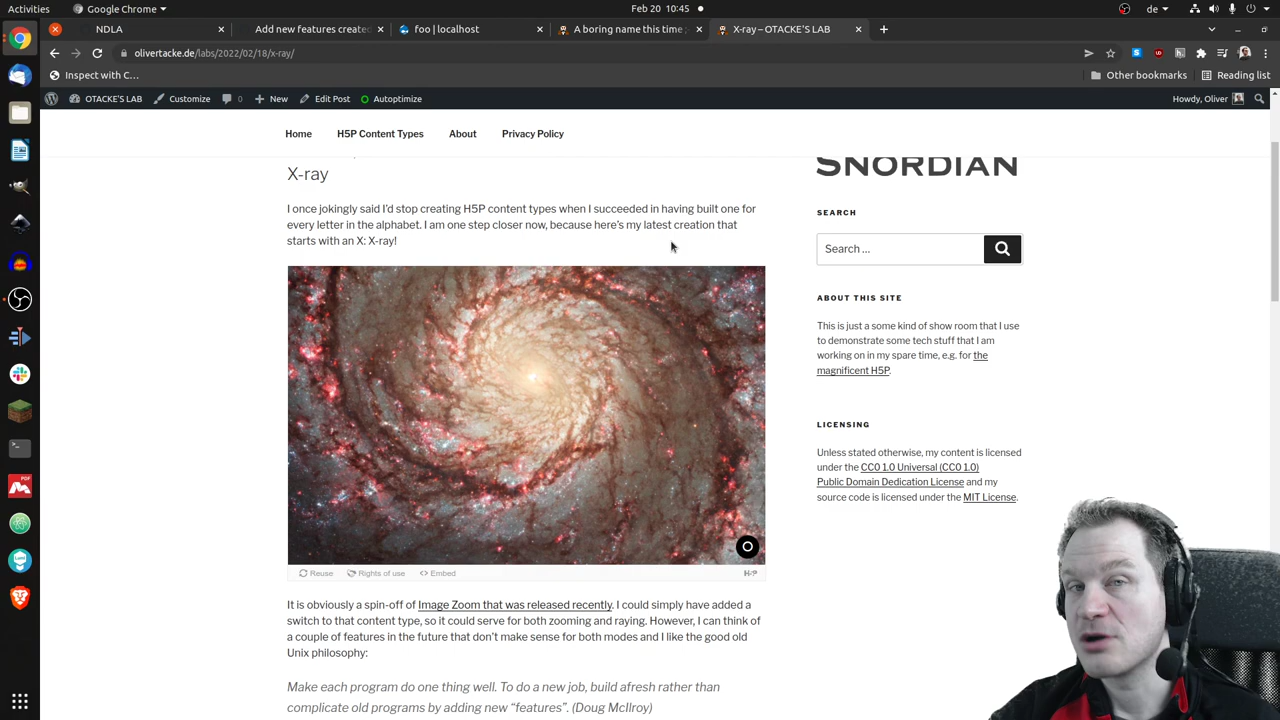 Activities
Google Chrome
Feb 20 10:45
de
NDLA
Add new features created
foo | localhost
A boring name this time ;
X-ray – OTACKE'S LAB
olivertacke.de/labs/2022/02/18/x-ray/
Inspect with C…
Other bookmarks
Reading list
OTACKE'S LAB
Customize
0
New
Edit Post
Autoptimize
Howdy, Oliver
Home
H5P Content Types
About
Privacy Policy
SNORDIAN
X-ray
I once jokingly said I'd stop creating H5P content types when I succeeded in having built one for
every letter in the alphabet. I am one step closer now, because here's my latest creation that
starts with an X: X-ray!
Reuse
Rights of use
Embed
H5P
It is obviously a spin-off of Image Zoom that was released recently. I could simply have added a
switch to that content type, so it could serve for both zooming and raying. However, I can think of
a couple of features in the future that don't make sense for both modes and I like the good old
Unix philosophy:
Make each program do one thing well. To do a new job, build afresh rather than
complicate old programs by adding new "features". (Doug McIlroy)
SEARCH
Search …
ABOUT THIS SITE
This is just a some kind of show room that I use
to demonstrate some tech stuff that I am
working on in my spare time, e.g. for the
magnificent H5P.
LICENSING
Unless stated otherwise, my content is licensed
under the CC0 1.0 Universal (CC0 1.0)
Public Domain Dedication License and my
source code is licensed under the MIT License.